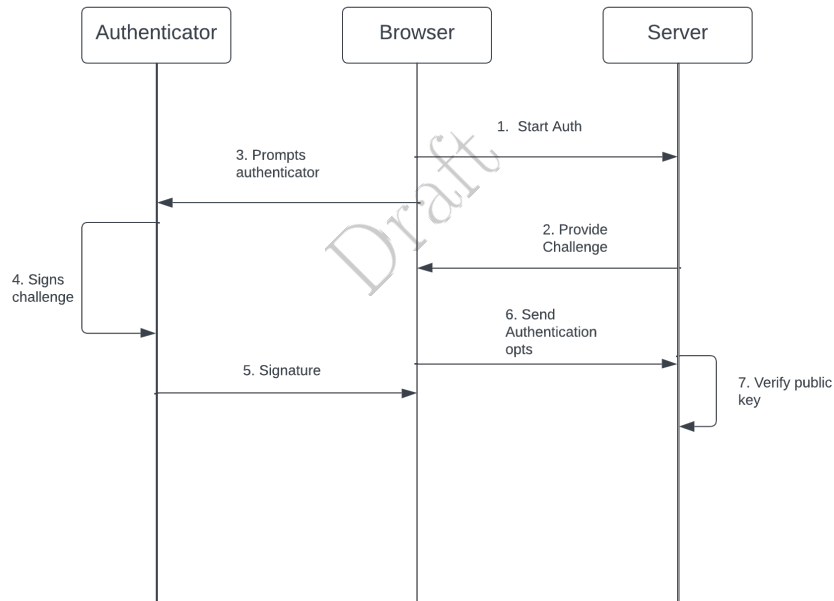 Authenticator
Browser
Server
1. Start Auth
3. Prompts
authenticator
2. Provide
Challenge
4. Signs
challenge
6. Send
Authentication
opts
5. Signature
7. Verify public
key
Draft